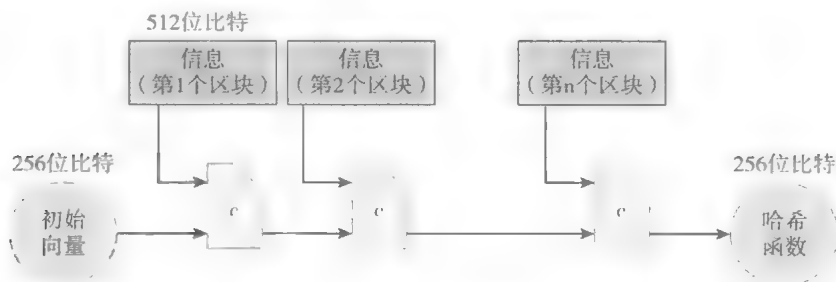 512位比特
信息
（第1个区块）
信息
（第2个区块）
信息
（第n个区块）
256位比特
初始
向量
c
c
c
256位比特
哈希
函数